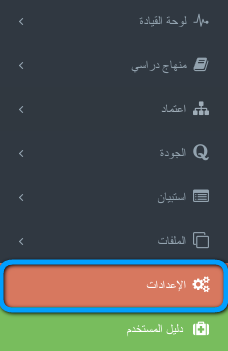 لوحة القيادة
منهاج دراسي
اعتماد
الجودة
استبيان
الملفات
الإعدادات
دليل المستخدم